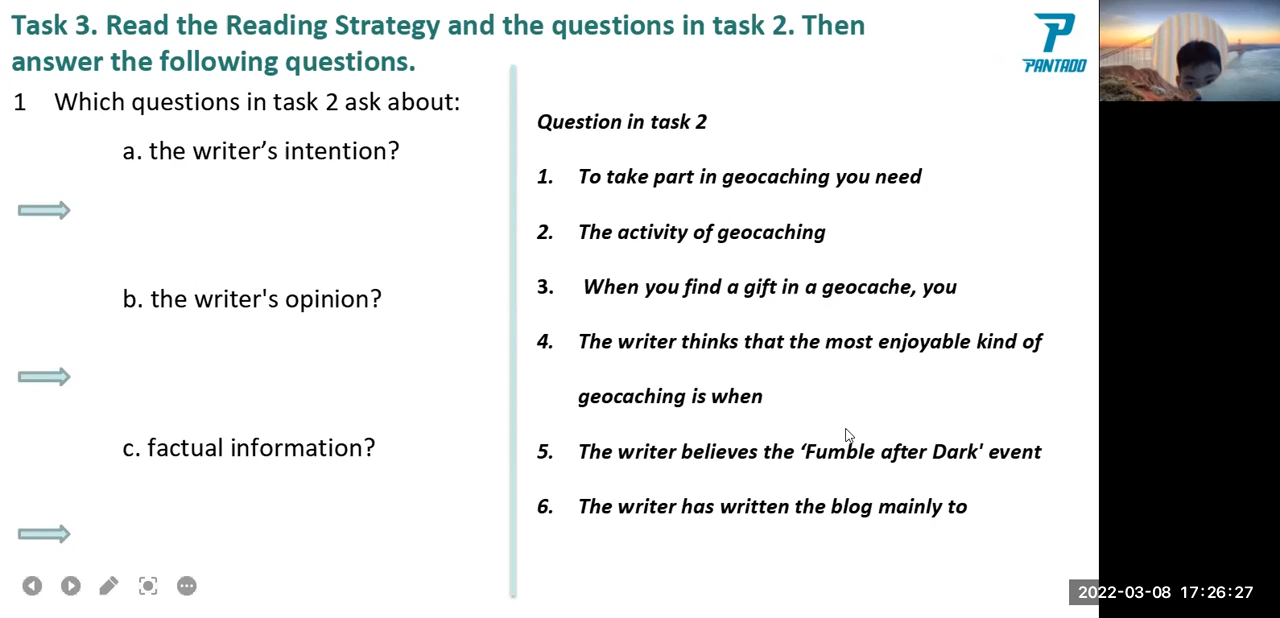 Task 3. Read the Reading Strategy and the questions in task 2. Then
answer the following questions.
PANTADO
1 Which questions in task 2 ask about:
a. the writer’s intention?
b. the writer's opinion?
c. factual information?
Question in task 2
1. To take part in geocaching you need
2. The activity of geocaching
3. When you find a gift in a geocache, you
4. The writer thinks that the most enjoyable kind of
geocaching is when
5. The writer believes the ‘Fumble after Dark' event
6. The writer has written the blog mainly to
2022-03-08 17:26:27